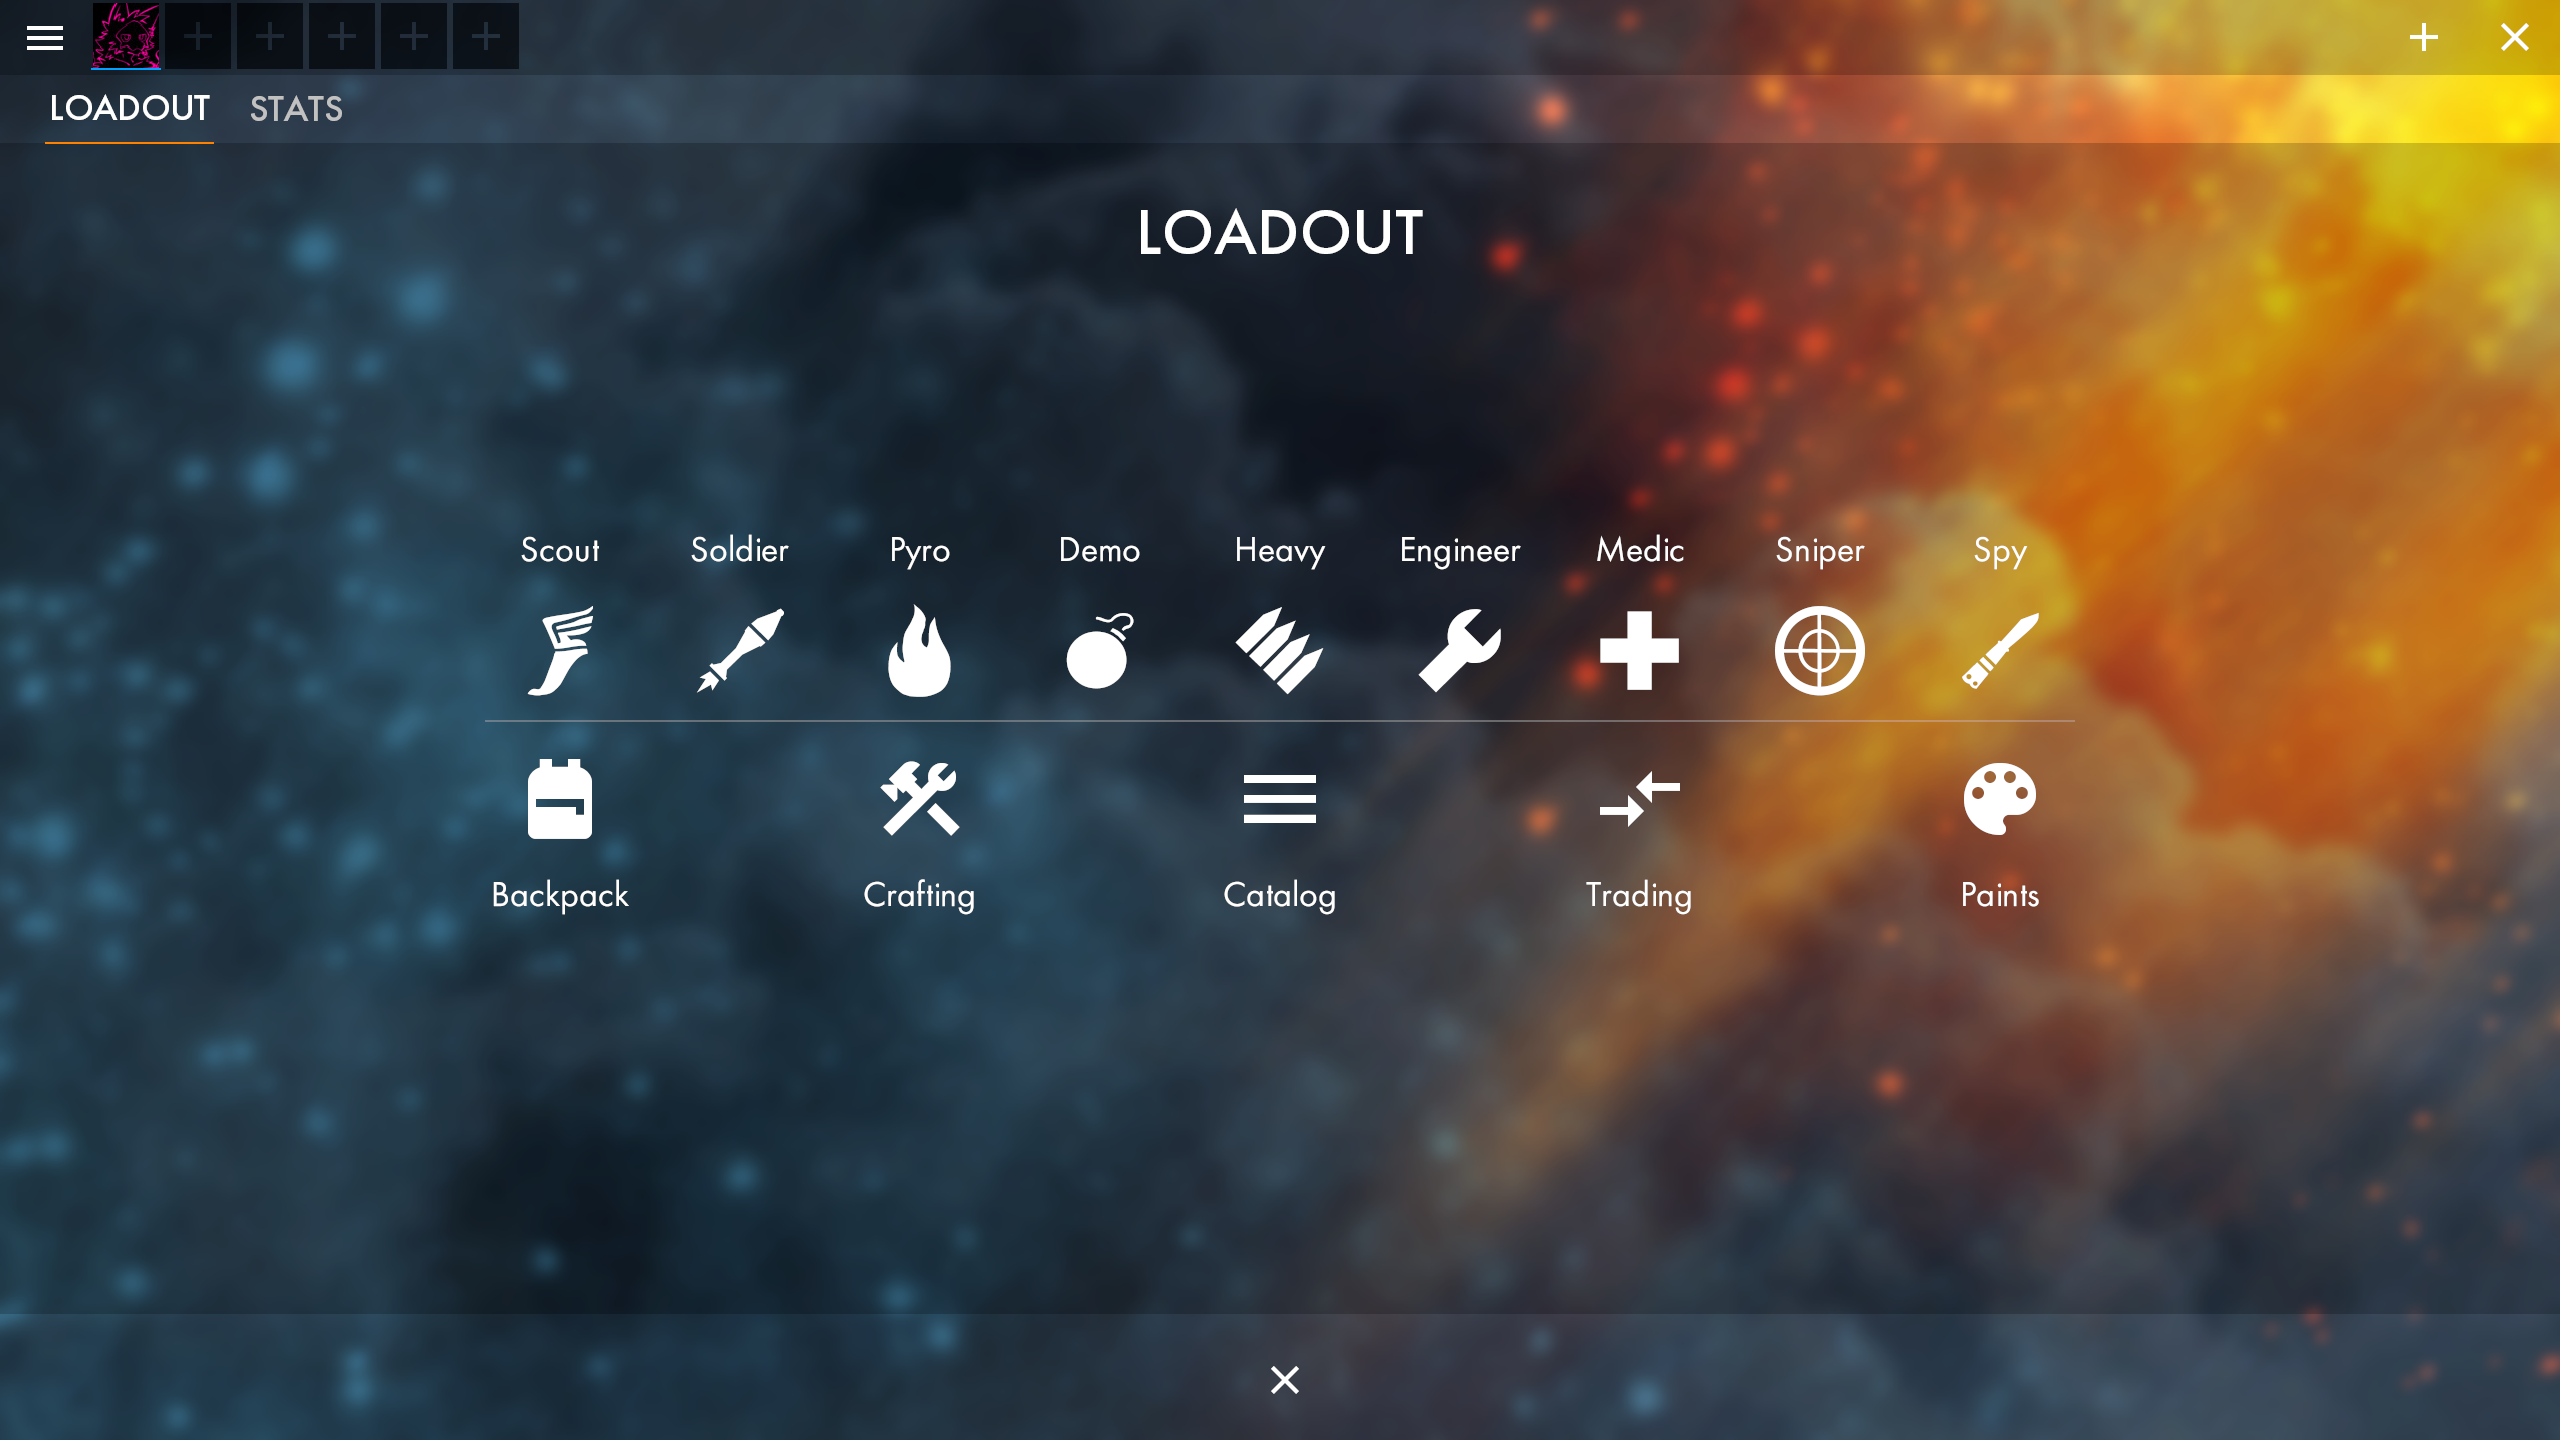 LOADOUT STATS
LOADOUT
Scout Soldier Pyro Demo Heavy Engineer Medic Sniper Spy
Backpack Crafting Catalog Trading Paints